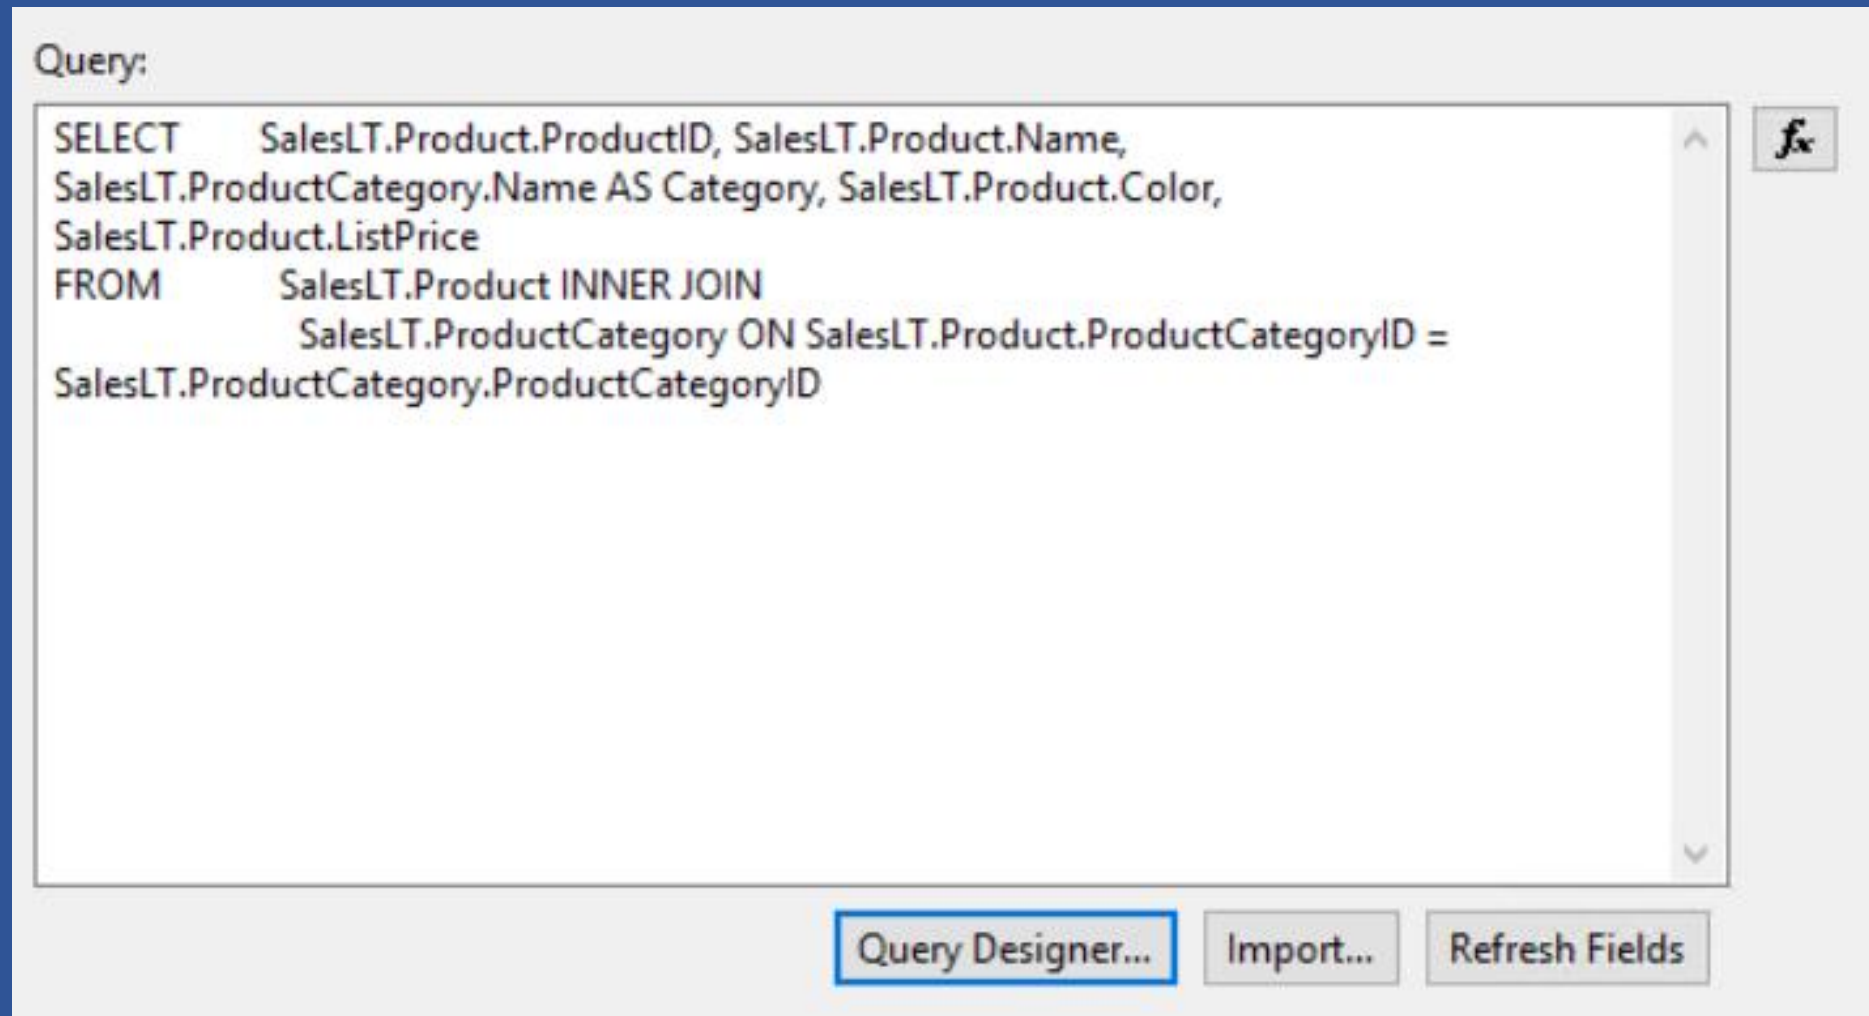 Query:
SELECT SalesLT.Product.ProductID, SalesLT.Product.Name,
SalesLT.ProductCategory.Name AS Category, SalesLT.Product.Color,
SalesLT.Product.ListPrice
FROM SalesLT.Product INNER JOIN
SalesLT.ProductCategory ON SalesLT.Product.ProductCategoryID =
SalesLT.ProductCategory.ProductCategoryID
fx
Query Designer... Import... Refresh Fields